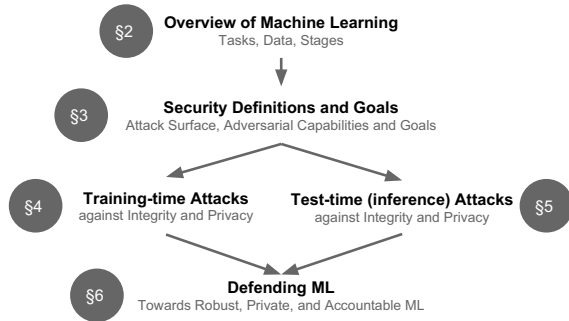 §2
Overview of Machine Learning
Tasks, Data, Stages
§3
Security Definitions and Goals
Attack Surface, Adversarial Capabilities and Goals
§4
Training-time Attacks
against Integrity and Privacy
Test-time (inference) Attacks
against Integrity and Privacy
§5
§6
Defending ML
Towards Robust, Private, and Accountable ML